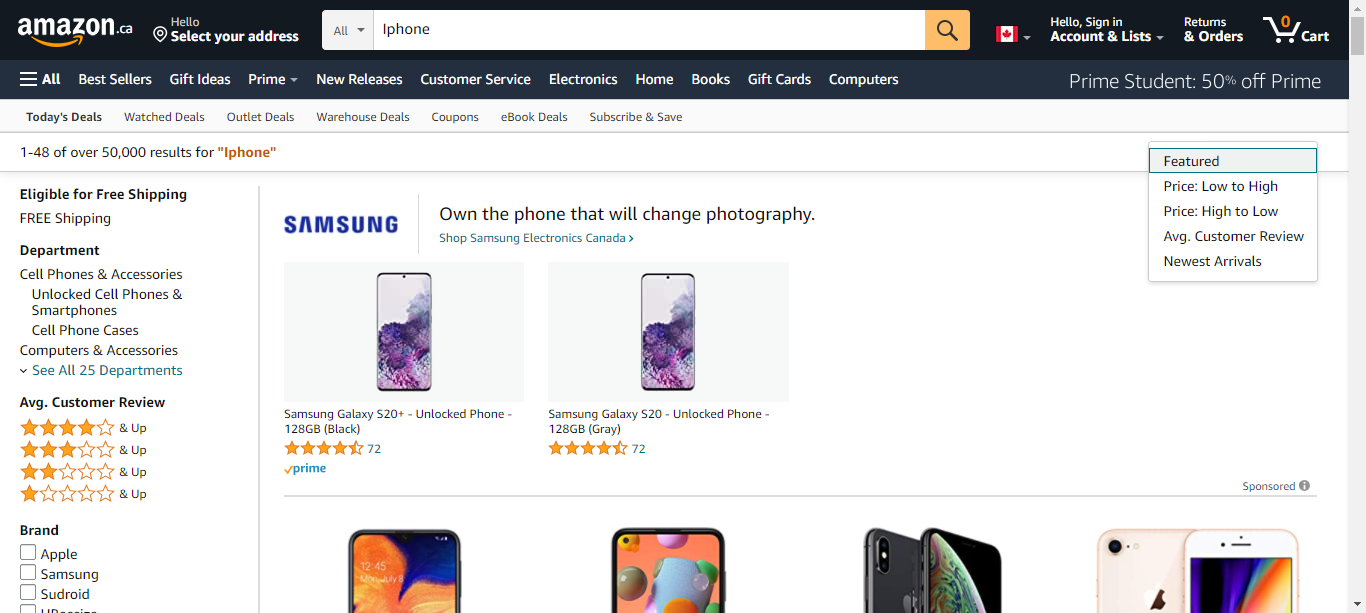 amazon.ca
Hello
Select your address
All
Iphone
Hello, Sign in
Account & Lists
Returns
& Orders
0
Cart
All
Best Sellers
Gift Ideas
Prime
New Releases
Customer Service
Electronics
Home
Books
Gift Cards
Computers
Prime Student: 50% off Prime
Today's Deals
Watched Deals
Outlet Deals
Warehouse Deals
Coupons
eBook Deals
Subscribe & Save
1-48 of over 50,000 results for "Iphone"
Featured
Price: Low to High
Price: High to Low
Avg. Customer Review
Newest Arrivals
Eligible for Free Shipping
FREE Shipping
Department
Cell Phones & Accessories
Unlocked Cell Phones &
Smartphones
Cell Phone Cases
Computers & Accessories
See All 25 Departments
Avg. Customer Review
& Up
& Up
& Up
& Up
Brand
Apple
Samsung
Sudroid
SAMSUNG
Own the phone that will change photography.
Shop Samsung Electronics Canada
Samsung Galaxy S20+ - Unlocked Phone -
128GB (Black)
72
prime
Samsung Galaxy S20 - Unlocked Phone -
128GB (Gray)
72
Sponsored
12:45
Monday, July 8